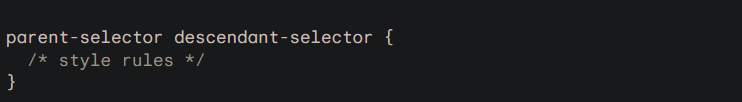 parent-selector descendant-selector {
  /* style rules */
}